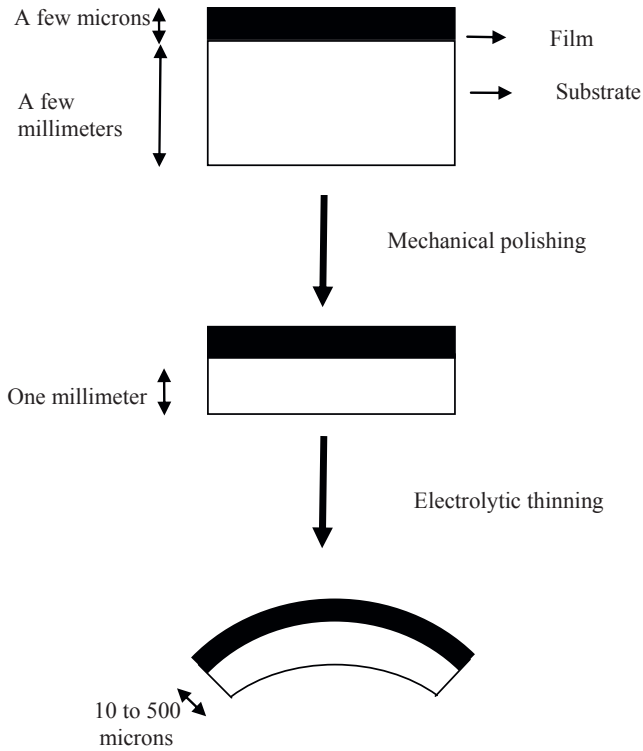 A few microns
Film
Substrate
A few
millimeters
Mechanical polishing
One millimeter
Electrolytic thinning
10 to 500
microns